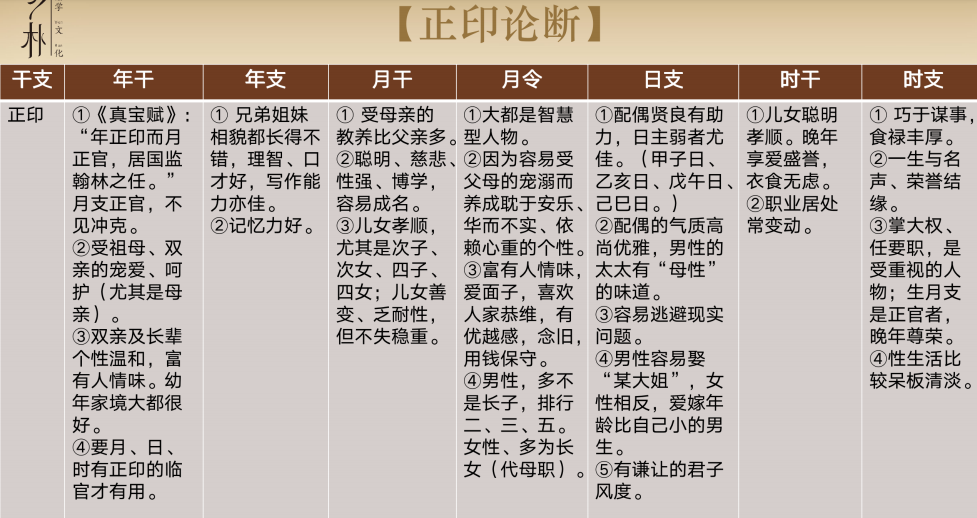 学
文
化
朴
【正印论断】
干支
年干
年支
月干
月令
日支
时干
时支
正印
①《真宝赋》:
“年正印而月
正官，居国监
翰林之任。”
月支正官，不
见冲克。
②受祖母、双
亲的宠爱、呵
护（尤其是母
亲）。
③双亲及长辈
个性温和，富
有人情味。幼
年家境大都很
好。
④要月、日、
时有正印的临
官才有用。
① 兄弟姐妹
相貌都长得不
错，理智、口
才好，写作能
力亦佳。
②记忆力好。
① 受母亲的
教养比父亲多。
②聪明、慈悲、
性强、博学，
容易成名。
③儿女孝顺，
尤其是次子、
次女、四子、
四女；儿女善
变、乏耐性，
但不失稳重。
①大都是智慧
型人物。
②因为容易受
父母的宠溺而
养成耽于安乐、
华而不实、依
赖心重的个性。
③富有人情味，
爱面子，喜欢
人家恭维，有
优越感，念旧，
用钱保守。
④男性，多不
是长子，排行
二、三、五。
女性、多为长
女（代母职）。
①配偶贤良有助
力，日主弱者尤
佳。（甲子日、
乙亥日、戊午日、
己巳日。）
②配偶的气质高
尚优雅，男性的
太太有“母性”
的味道。
③容易逃避现实
问题。
④男性容易娶
“某大姐”，女
性相反，爱嫁年
龄比自己小的男
生。
⑤有谦让的君子
风度。
①儿女聪明
孝顺。晚年
享爱盛誉，
衣食无虑。
②职业居处
常变动。
① 巧于谋事，
食禄丰厚。
②一生与名
声、荣誉结
缘。
③掌大权、
任要职，是
受重视的人
物；生月支
是正官者，
晚年尊荣。
④性生活比
较呆板清淡。